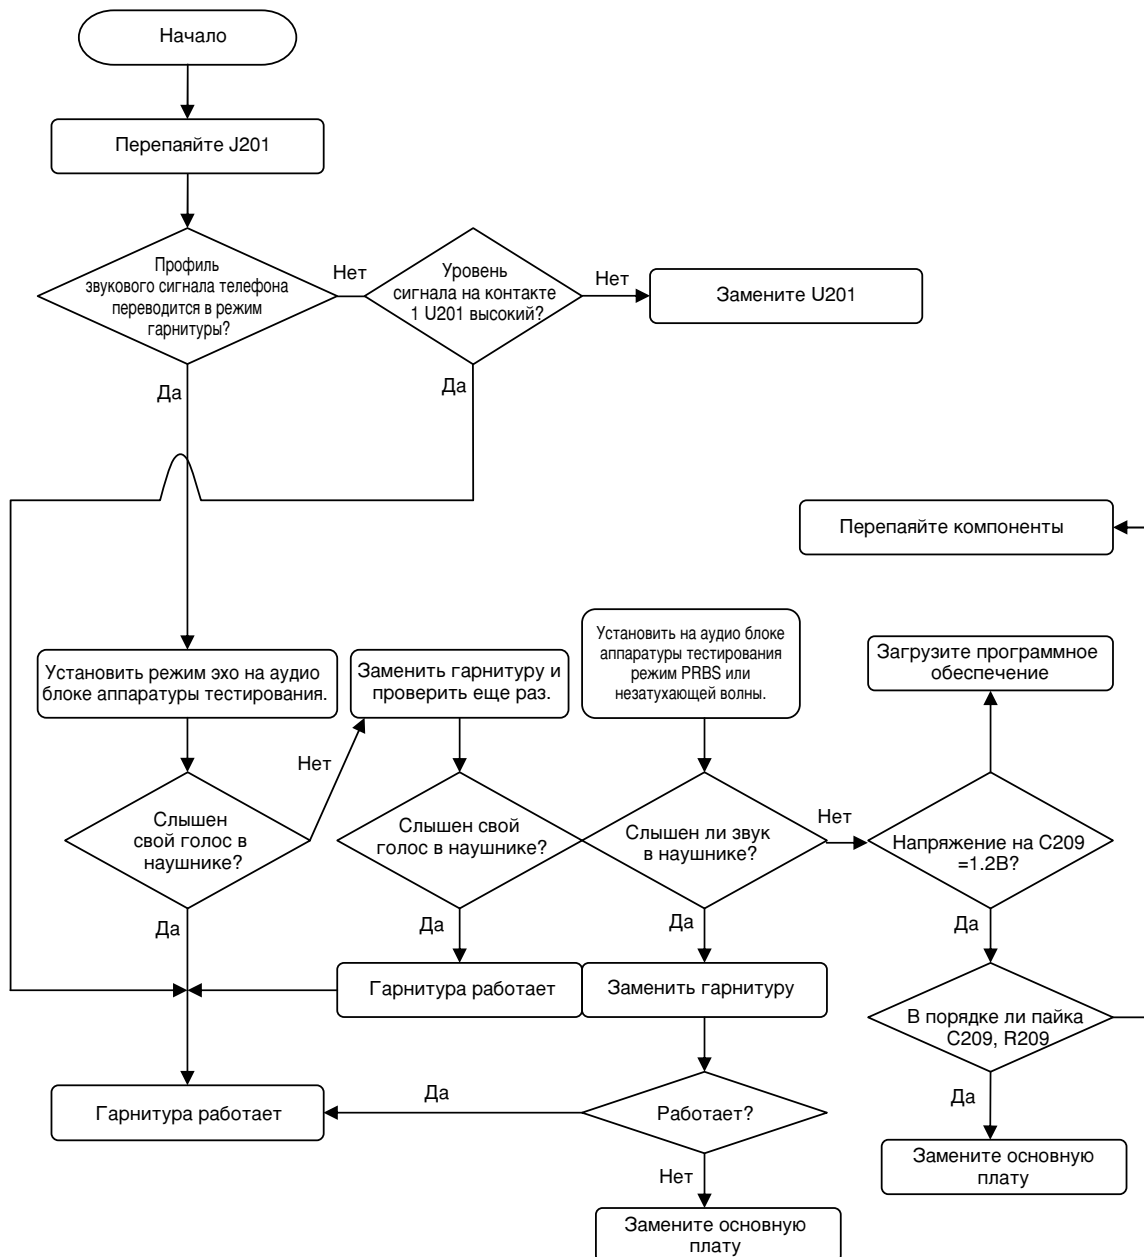 Начало
Перепаяйте J201
Профиль
звукового сигнала телефона
переводится в режим
гарнитуры?
Нет
Уровень
сигнала на контакте
1 U201 высокий?
Нет
Замените U201
Да
Да
Перепаяйте компоненты
Установить режим эхо на аудио
блоке аппаратуры тестирования.
Заменить гарнитуру и
проверить еще раз.
Установить на аудио блоке
аппаратуры тестирования
режим PRBS или
незатухающей волны.
Загрузите программное
обеспечение
Нет
Слышен
свой голос в
наушнике?
Слышен свой
голос в наушнике?
Слышен ли звук
в наушнике?
Нет
Напряжение на C209
=1.2В?
Да
Да
Да
Да
Гарнитура работает
Заменить гарнитуру
В порядке ли пайка
C209, R209
Гарнитура работает
Да
Работает?
Да
Нет
Замените основную
плату
Замените основную
плату